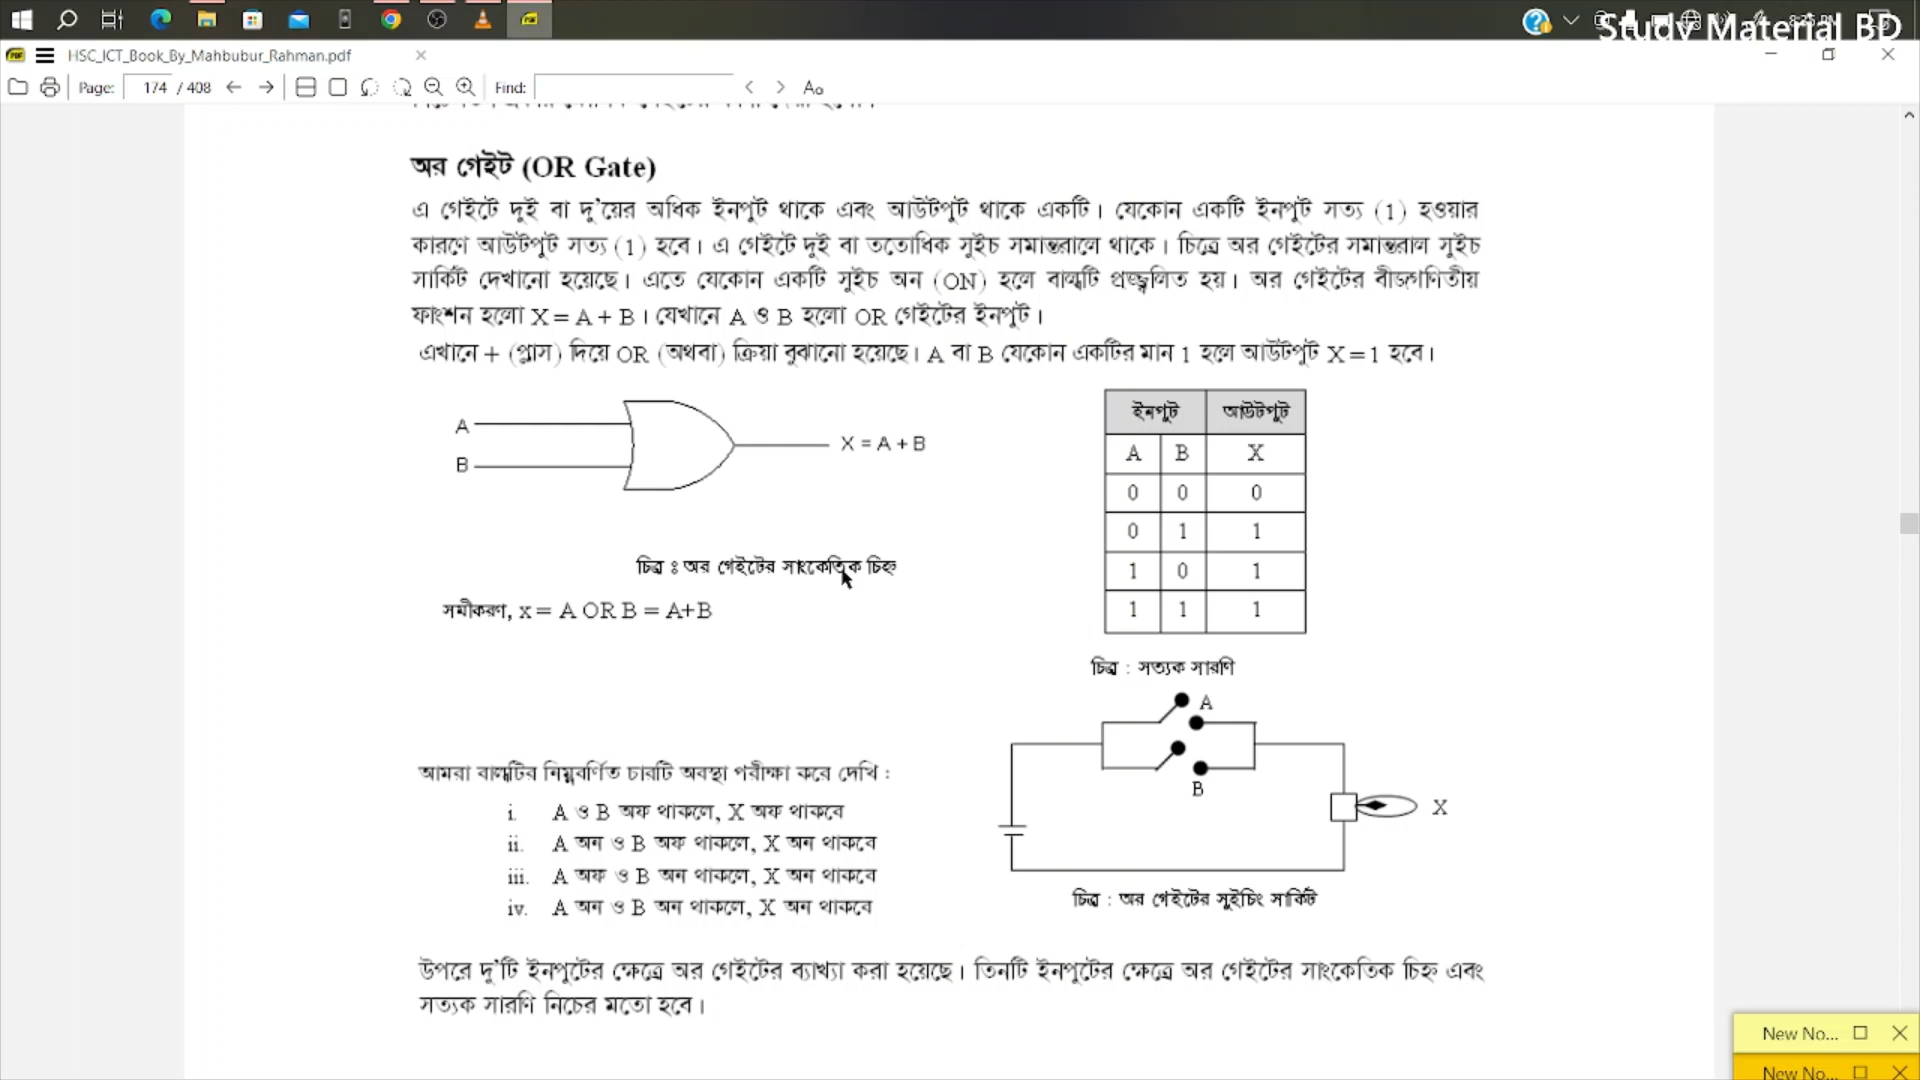 Study Material BD
HSC_ICT_Book_By_Mahbubur_Rahman.pdf
Page: 174 / 408 Find:
অর গেইট (OR Gate)
এ গেইটে দুই বা দু'য়ের অধিক ইনপুট থাকে এবং আউটপুট থাকে একটি। যেকোন একটি ইনপুট সত্য (1) হওয়ার
কারণে আউটপুট সত্য (1) হবে। এ গেইটে দুই বা ততোধিক সুইচ সমান্তরালে থাকে। চিত্রে অর গেইটের সমান্তরাল সুইচ
সার্কিট দেখানো হয়েছে। এতে যেকোন একটি সুইচ অন (ON) হলে বাল্বটি প্রজ্জ্বলিত হয়। অর গেইটের বীজগণিতীয়
ফাংশন হলো X = A + B। যেখানে A ও B হলো OR গেইটের ইনপুট।
এখানে + (প্লাস) দিয়ে OR (অথবা) ক্রিয়া বুঝানো হয়েছে। A বা B যেকোন একটির মান 1 হলে আউটপুট X=1 হবে।
A
B
X = A + B
চিত্র ঃ অর গেইটের সাংকেতিক চিহ্ন
সমীকরণ, x = A OR B = A+B
ইনপুট আউটপুট
A B X
0 0 0
0 1 1
1 0 1
1 1 1
চিত্র : সত্যক সারণি
A
B
X
চিত্র : অর গেইটের সুইচিং সার্কিট
আমরা বাল্বটির নিম্নবর্ণিত চারটি অবস্থা পরীক্ষা করে দেখি :
i. A ও B অফ থাকলে, X অফ থাকবে
ii. A অন ও B অফ থাকলে, X অন থাকবে
iii. A অফ ও B অন থাকলে, X অন থাকবে
iv. A অন ও B অন থাকলে, X অন থাকবে
উপরে দু'টি ইনপুটের ক্ষেত্রে অর গেইটের ব্যাখ্যা করা হয়েছে। তিনটি ইনপুটের ক্ষেত্রে অর গেইটের সাংকেতিক চিহ্ন এবং
সত্যক সারণি নিচের মতো হবে।
New No...
New No...